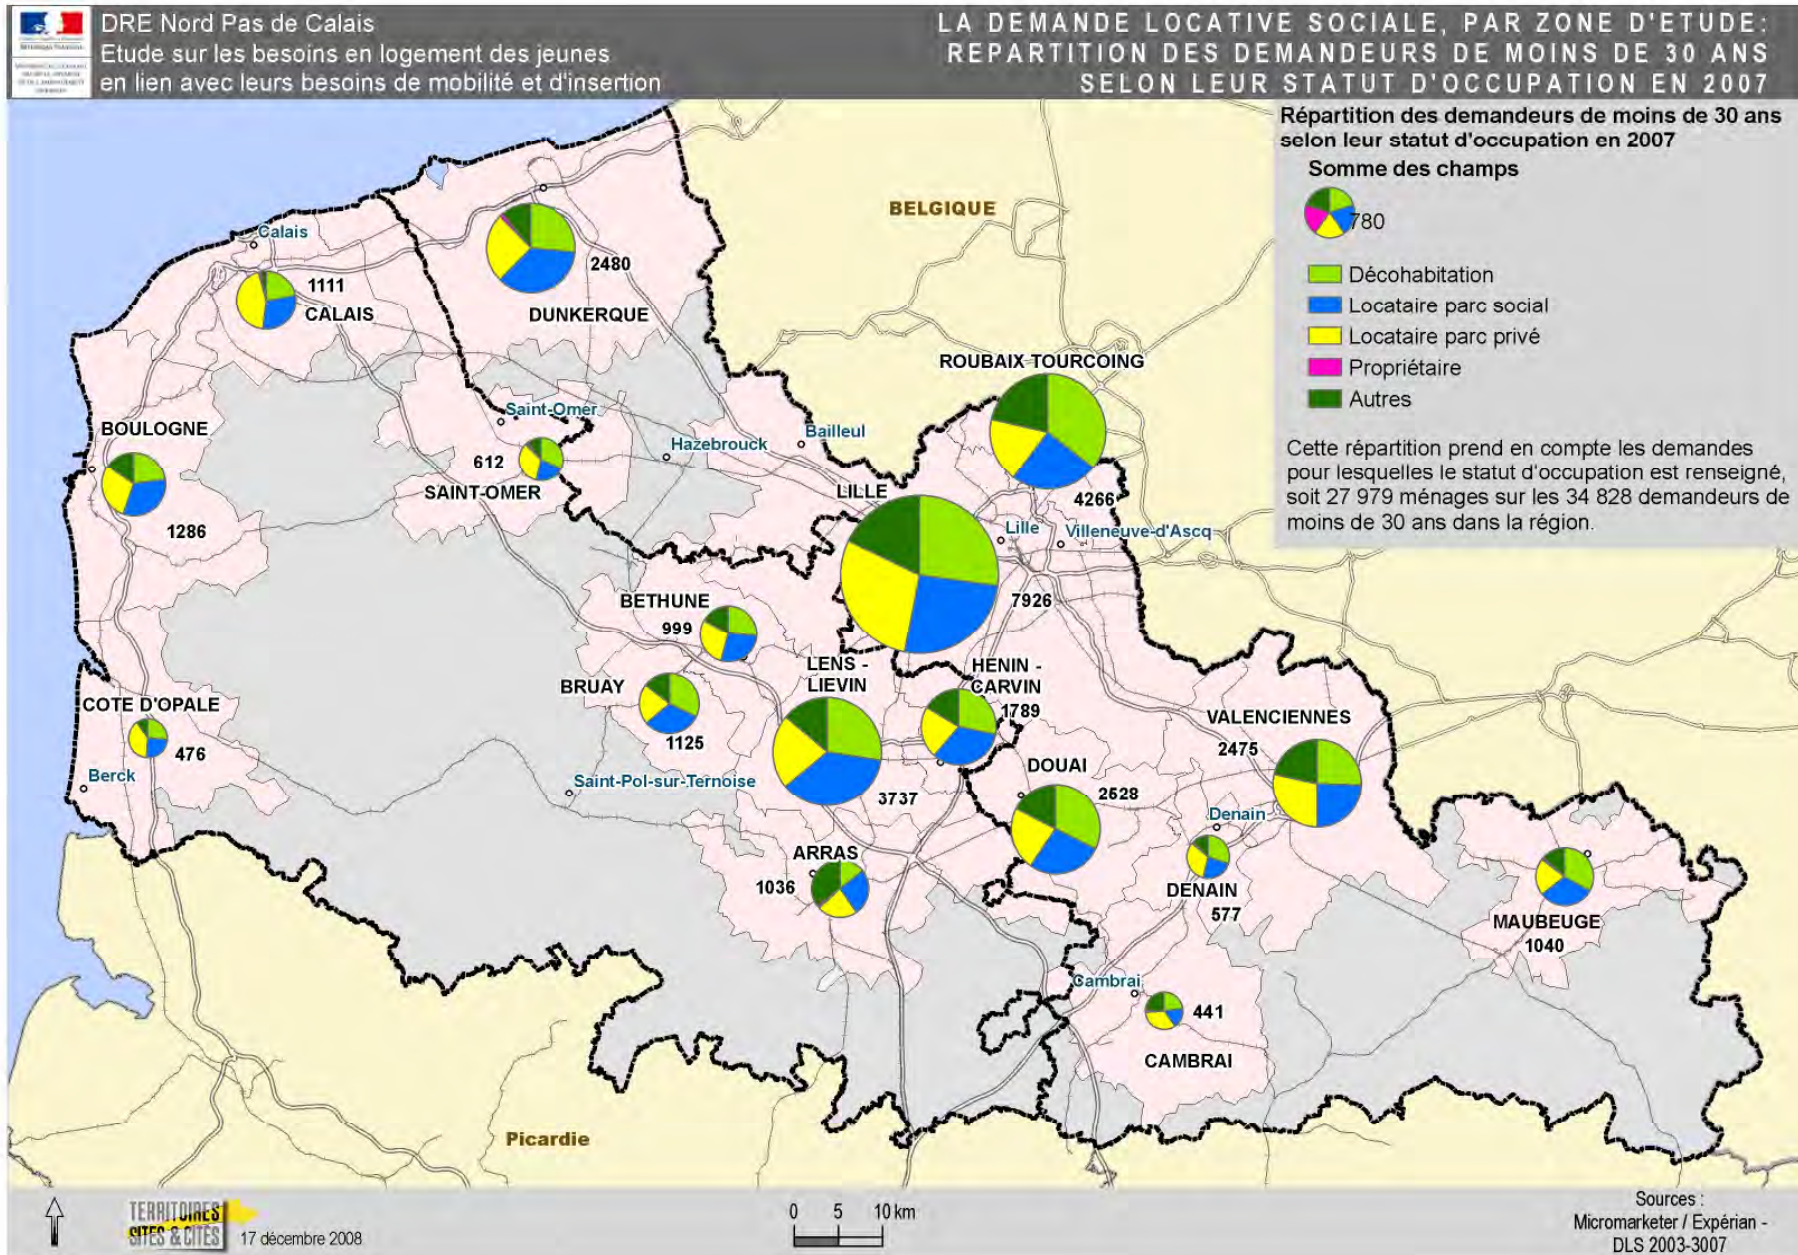 DRE Nord Pas de Calais
Etude sur les besoins en logement des jeunes
en lien avec leurs besoins de mobilité et d'insertion
LA DEMANDE LOCATIVE SOCIALE, PAR ZONE D'ETUDE:
REPARTITION DES DEMANDEURS DE MOINS DE 30 ANS
SELON LEUR STATUT D'OCCUPATION EN 2007
Répartition des demandeurs de moins de 30 ans
selon leur statut d'occupation en 2007
Somme des champs
780
Décohabitation
Locataire parc social
Locataire parc privé
Propriétaire
Autres
Cette répartition prend en compte les demandes
pour lesquelles le statut d'occupation est renseigné,
soit 27 979 ménages sur les 34 828 demandeurs de
moins de 30 ans dans la région.
BELGIQUE
Calais
1111
CALAIS
2480
DUNKERQUE
ROUBAIX TOURCOING
4266
BOULOGNE
1286
Saint-Omer
612
SAINT-OMER
Hazebrouck
Bailleul
LILLE
Lille
Villeneuve-d'Ascq
7926
BETHUNE
999
BRUAY
1125
LENS -
LIEVIN
3737
HENIN -
CARVIN
1789
COTE D'OPALE
476
Berck
Saint-Pol-sur-Ternoise
VALENCIENNES
2475
DOUAI
2528
Denain
DENAIN
577
ARRAS
1036
MAUBEUGE
1040
Cambrai
441
CAMBRAI
Picardie
TERRITOIRES
SITES & CITÉS
17 décembre 2008
0 5 10 km
Sources :
Micromarketer / Expérian -
DLS 2003-3007